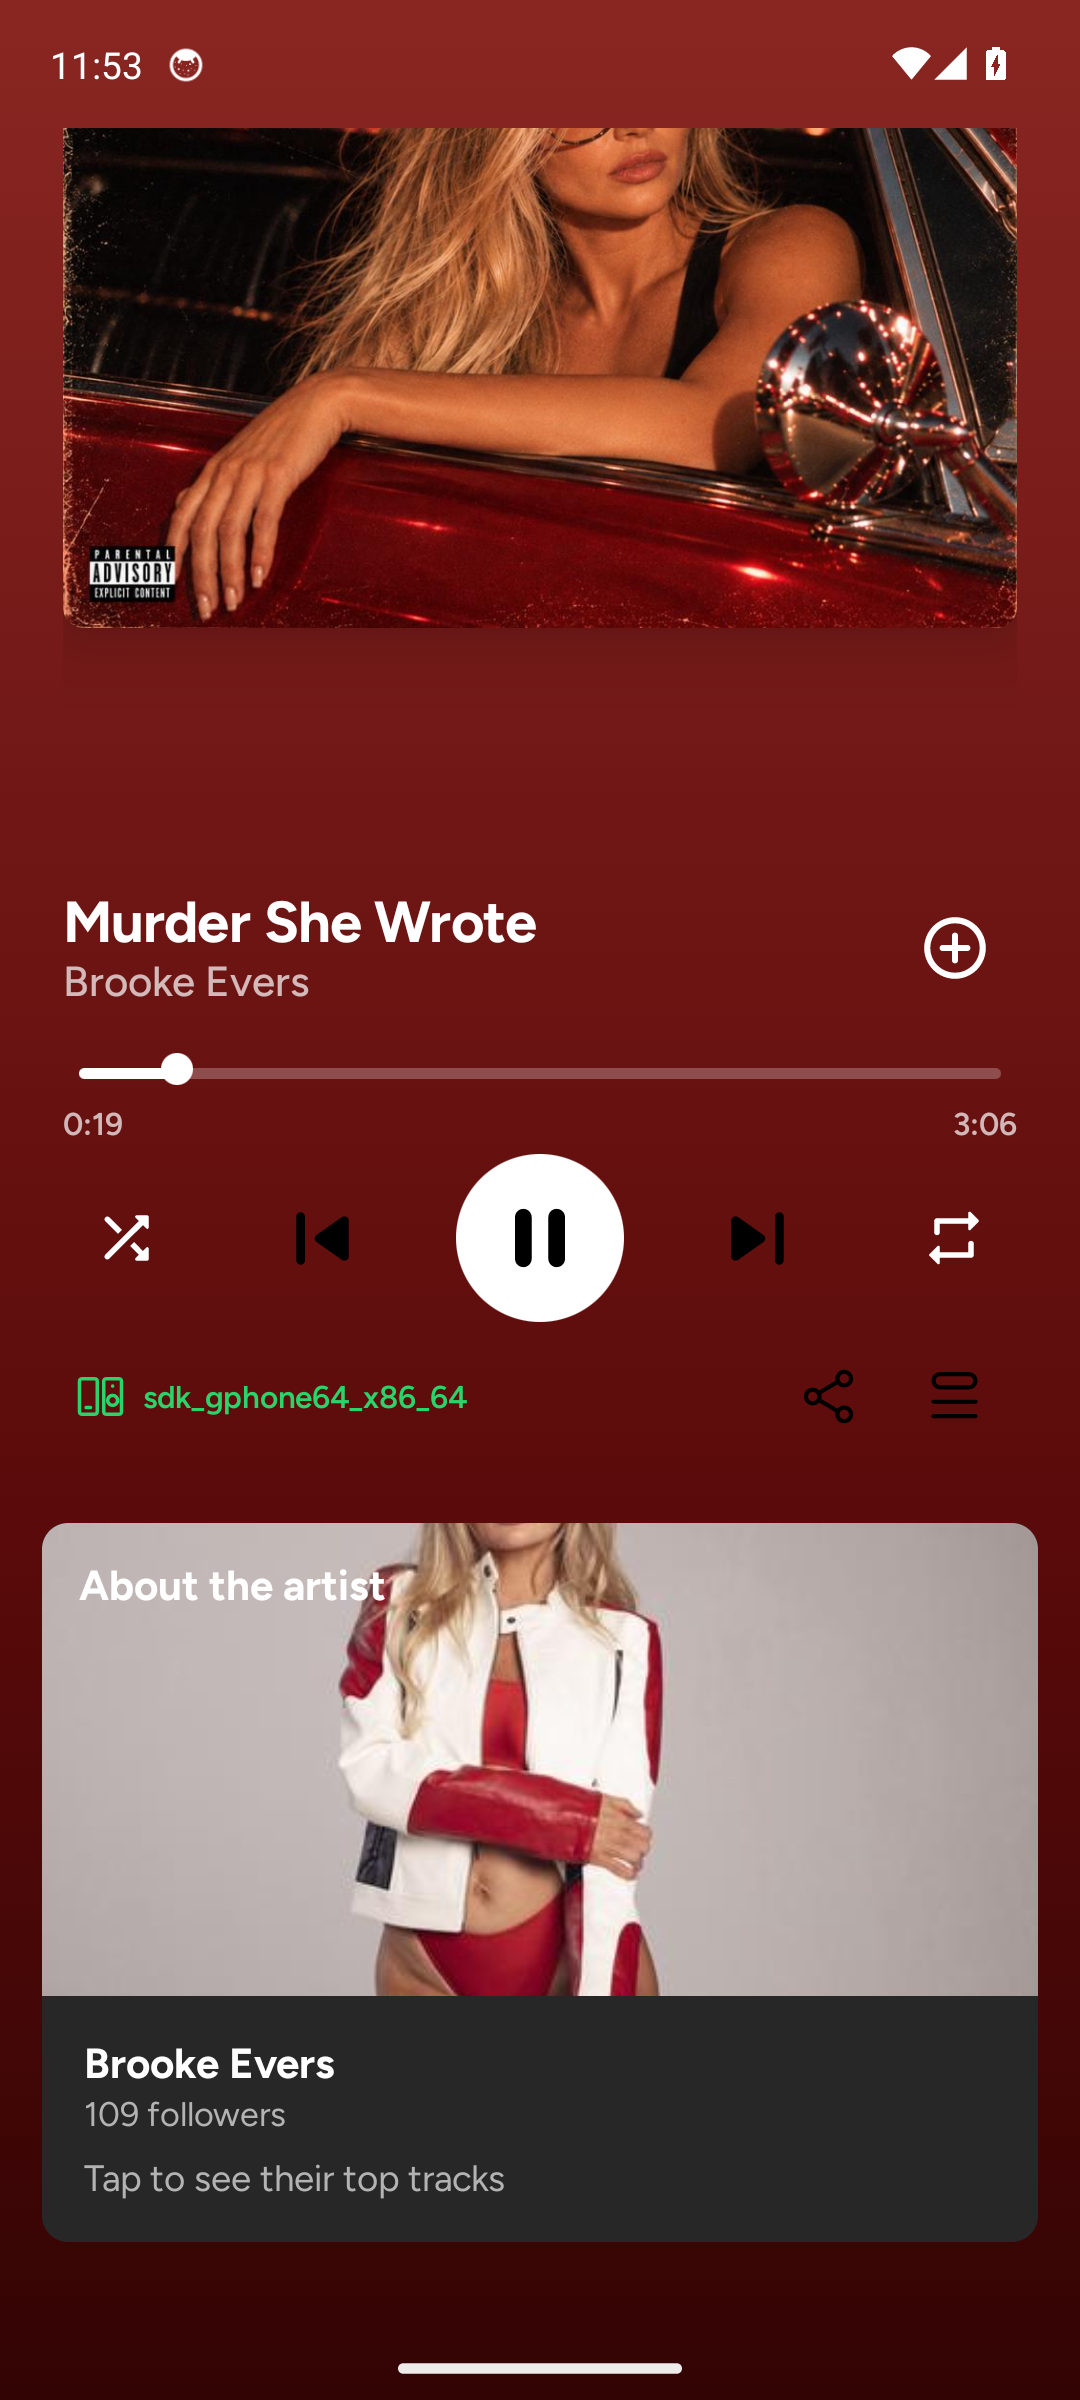 11:53
PARENTAL
ADVISORY
EXPLICIT CONTENT
Murder She Wrote
Brooke Evers
0:19
3:06
sdk_gphone64_x86_64
About the artist
Brooke Evers
109 followers
Tap to see their top tracks